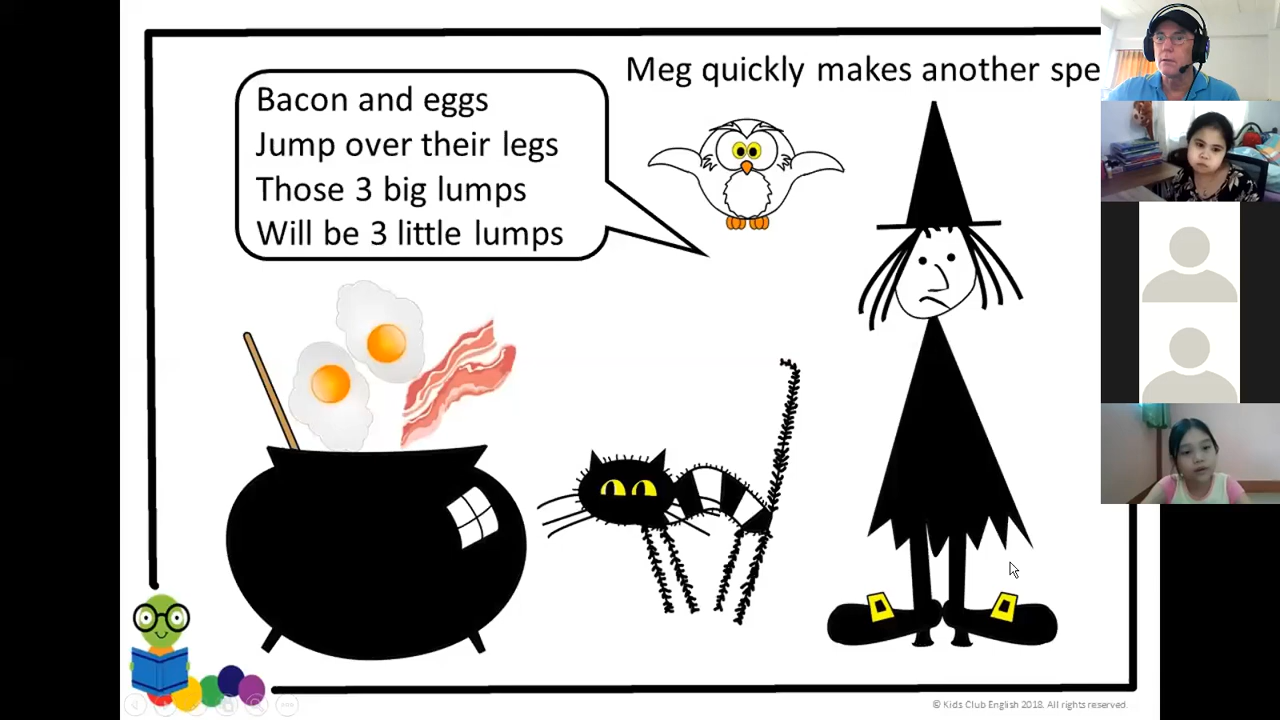 Meg quickly makes another spe
Bacon and eggs
Jump over their legs
Those 3 big lumps
Will be 3 little lumps
© Kids Club English 2018. All rights reserved.